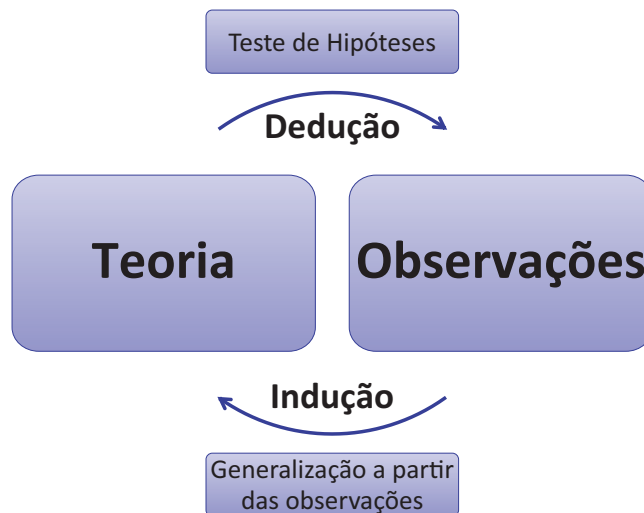 Teste de Hipóteses
Dedução
Teoria
Observações
Indução
Generalização a partir
das observações